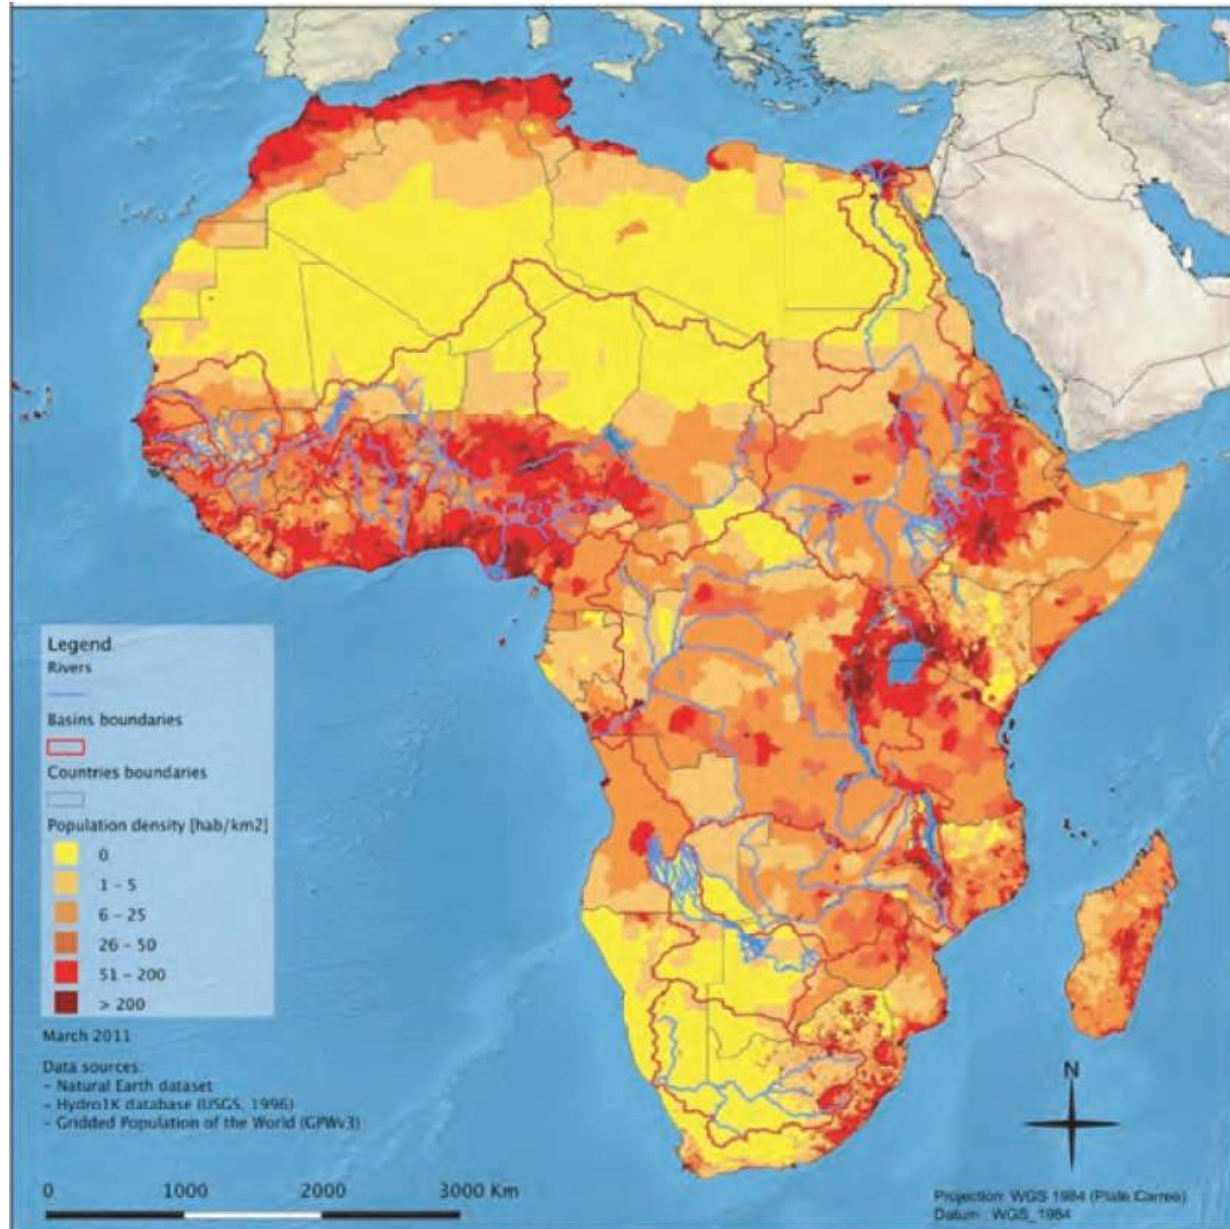 Legend
Rivers
Basins boundaries
Countries boundaries
Population density [hab/km2]
0
1 - 5
6 - 25
26 - 50
51 - 200
> 200
March 2011
Data sources:
- Natural Earth dataset
- Hydro1K database (USGS, 1996)
- Gridded Population of the World (GPWv3)
0 1000 2000 3000 Km
N
Projection: WGS 1984 (Plate Carree)
Datum : WGS_1984